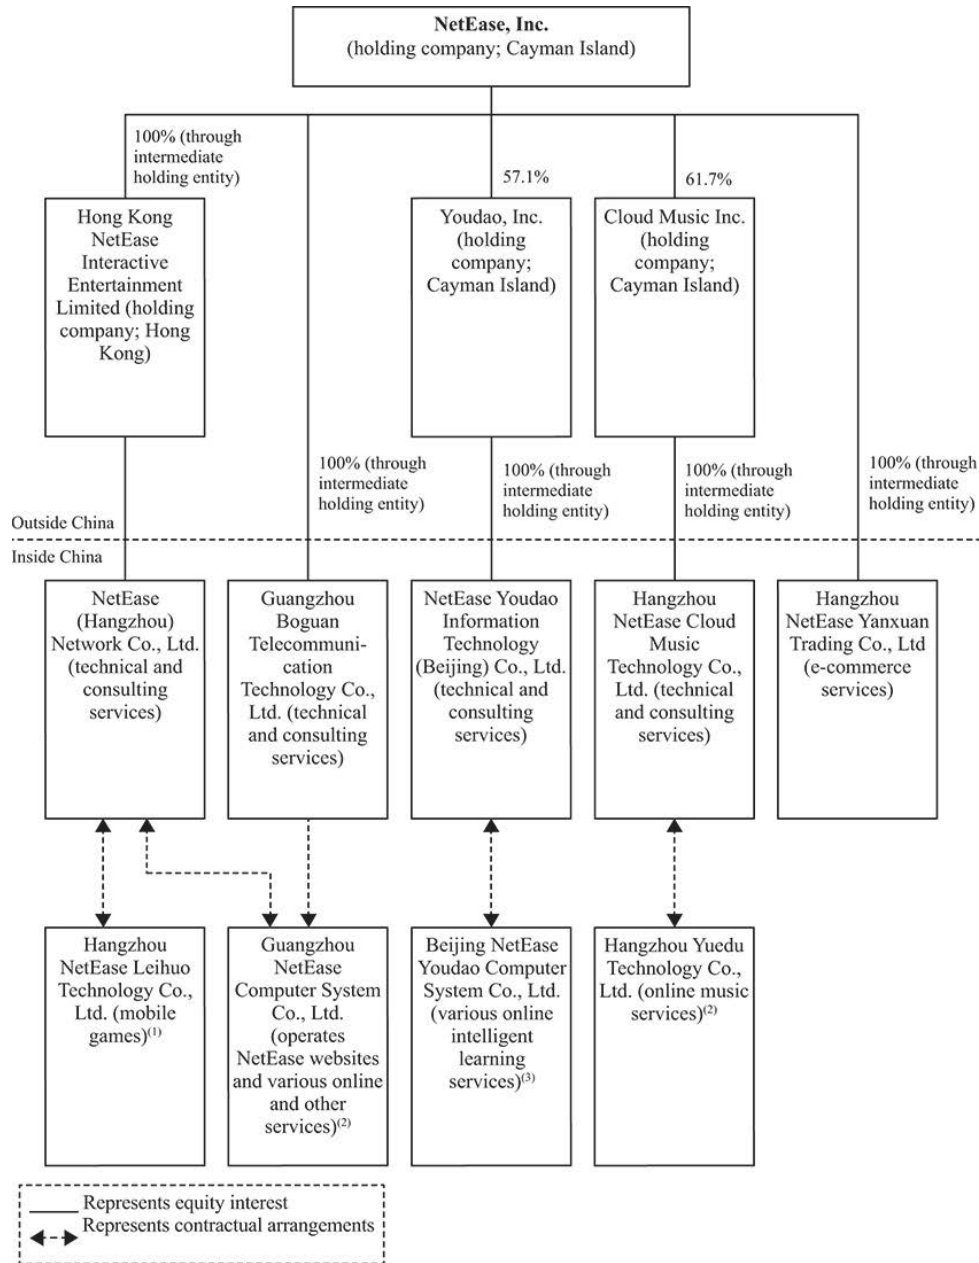 NetEase, Inc.
(holding company; Cayman Island)
100% (through
intermediate
holding entity)
57.1%
61.7%
Hong Kong
NetEase
Interactive
Entertainment
Limited (holding
company; Hong
Kong)
Youdao, Inc.
(holding
company;
Cayman Island)
Cloud Music Inc.
(holding
company;
Cayman Island)
100% (through
intermediate
holding entity)
100% (through
intermediate
holding entity)
100% (through
intermediate
holding entity)
100% (through
intermediate
holding entity)
Outside China
Inside China
NetEase
(Hangzhou)
Network Co., Ltd.
(technical and
consulting
services)
Guangzhou
Boguan
Telecommuni-
cation
Technology Co.,
Ltd. (technical
and consulting
services)
NetEase Youdao
Information
Technology
(Beijing) Co., Ltd.
(technical and
consulting
services)
Hangzhou
NetEase Cloud
Music
Technology Co.,
Ltd. (technical
and consulting
services)
Hangzhou
NetEase Yanxuan
Trading Co., Ltd
(e-commerce
services)
Hangzhou
NetEase Leihuo
Technology Co.,
Ltd. (mobile
games)(1)
Guangzhou
NetEase
Computer System
Co., Ltd.
(operates
NetEase websites
and various online
and other
services)(2)
Beijing NetEase
Youdao Computer
System Co., Ltd.
(various online
intelligent
learning
services)(3)
Hangzhou Yuedu
Technology Co.,
Ltd. (online music
services)(2)
Represents equity interest
Represents contractual arrangements